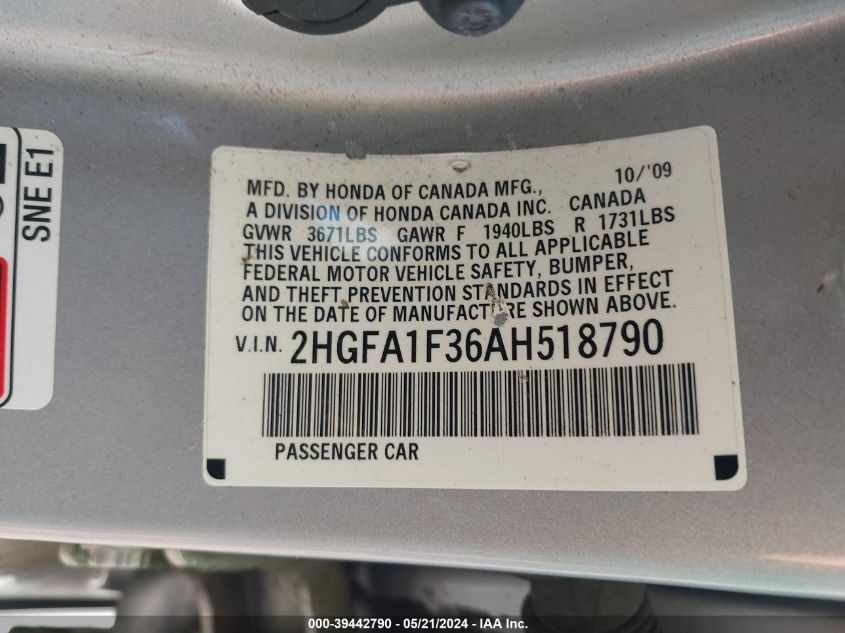 SNE E1
10/'09
MFD. BY HONDA OF CANADA MFG.,
A DIVISION OF HONDA CANADA INC. CANADA
GVWR 3671LBS GAWR F 1940LBS R 1731LBS
THIS VEHICLE CONFORMS TO ALL APPLICABLE
FEDERAL MOTOR VEHICLE SAFETY, BUMPER,
AND THEFT PREVENTION STANDARDS IN EFFECT
ON THE DATE OF MANUFACTURE SHOWN ABOVE.
V.I.N. 2HGFA1F36AH518790
PASSENGER CAR
000-39442790 - 05/21/2024 - IAA Inc.